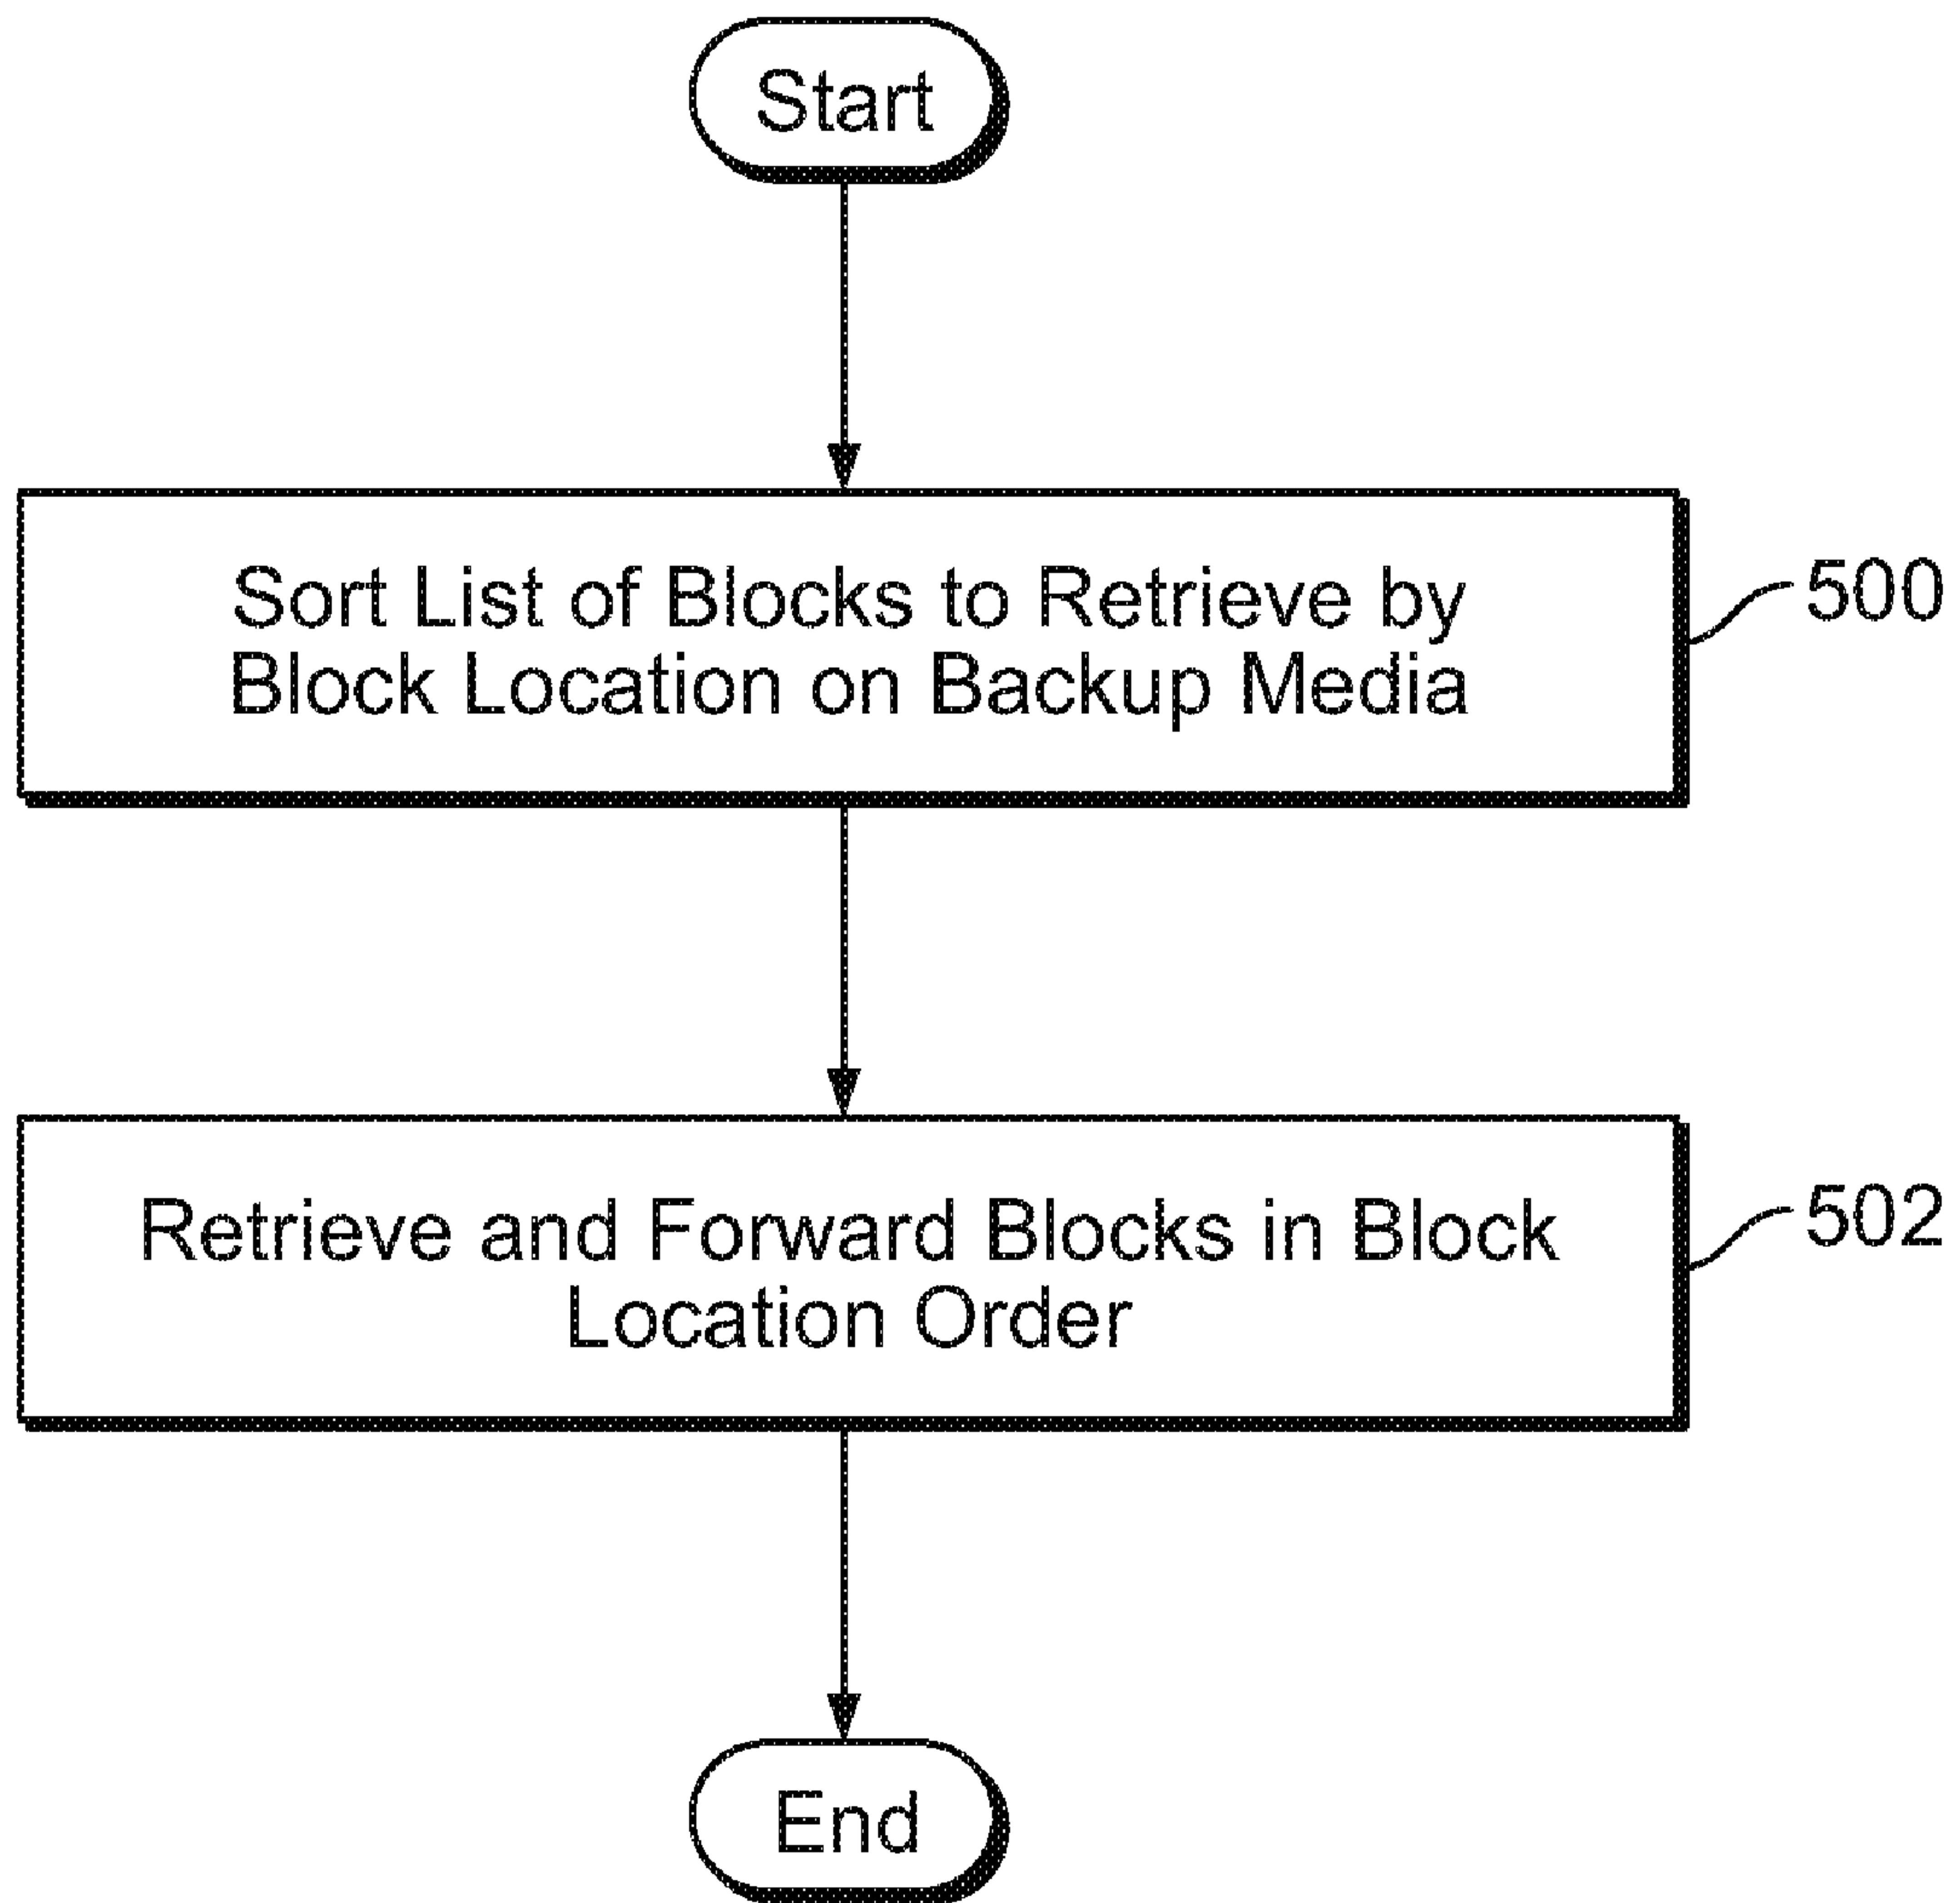 Start
Sort List of Blocks to Retrieve by
Block Location on Backup Media
500
Retrieve and Forward Blocks in Block
Location Order
502
End